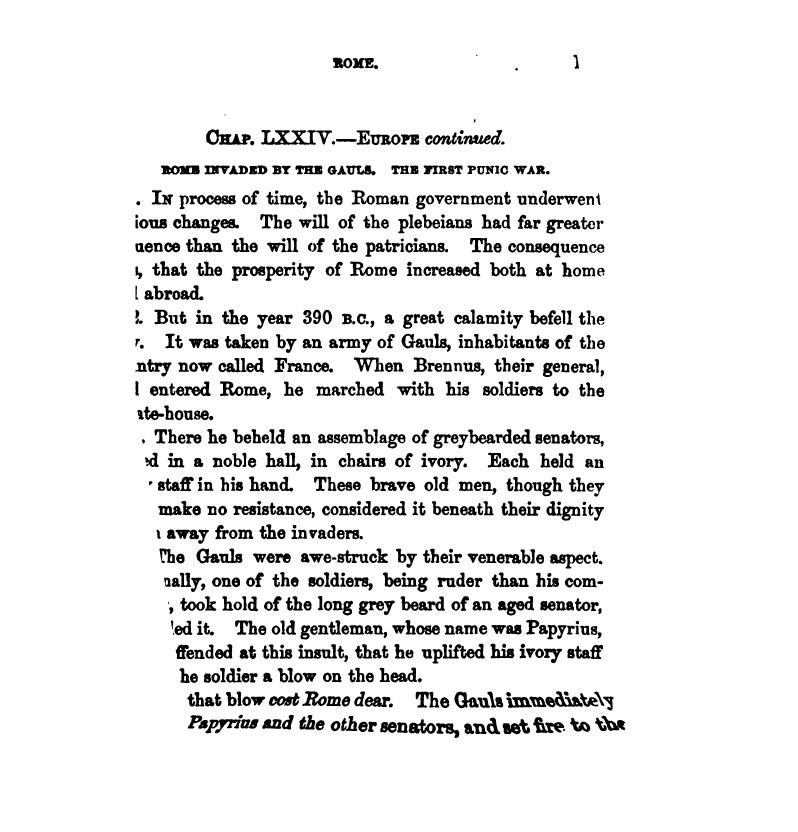 ROME.
CHAP. LXXIV.—EUROPE continued.
ROME INVADED BY THE GAULS. THE FIRST PUNIC WAR.
. IN process of time, the Roman government underwent
ious changes. The will of the plebeians had far greater
uence than the will of the patricians. The consequence
, that the prosperity of Rome increased both at home
abroad.
2. But in the year 390 B.C., a great calamity befell the
It was taken by an army of Gauls, inhabitants of the
ntry now called France. When Brennus, their general,
entered Rome, he marched with his soldiers to the
ate-house.
. There he beheld an assemblage of greybearded senators,
ed in a noble hall, in chairs of ivory. Each held an
staff in his hand. These brave old men, though they
make no resistance, considered it beneath their dignity
away from the invaders.
The Gauls were awe-struck by their venerable aspect.
nally, one of the soldiers, being ruder than his com-
, took hold of the long grey beard of an aged senator,
ed it. The old gentleman, whose name was Papyrius,
ffended at this insult, that he uplifted his ivory staff
he soldier a blow on the head.
that blow cost Rome dear. The Gauls immediately
Papyrius and the other senators, and set fire to the